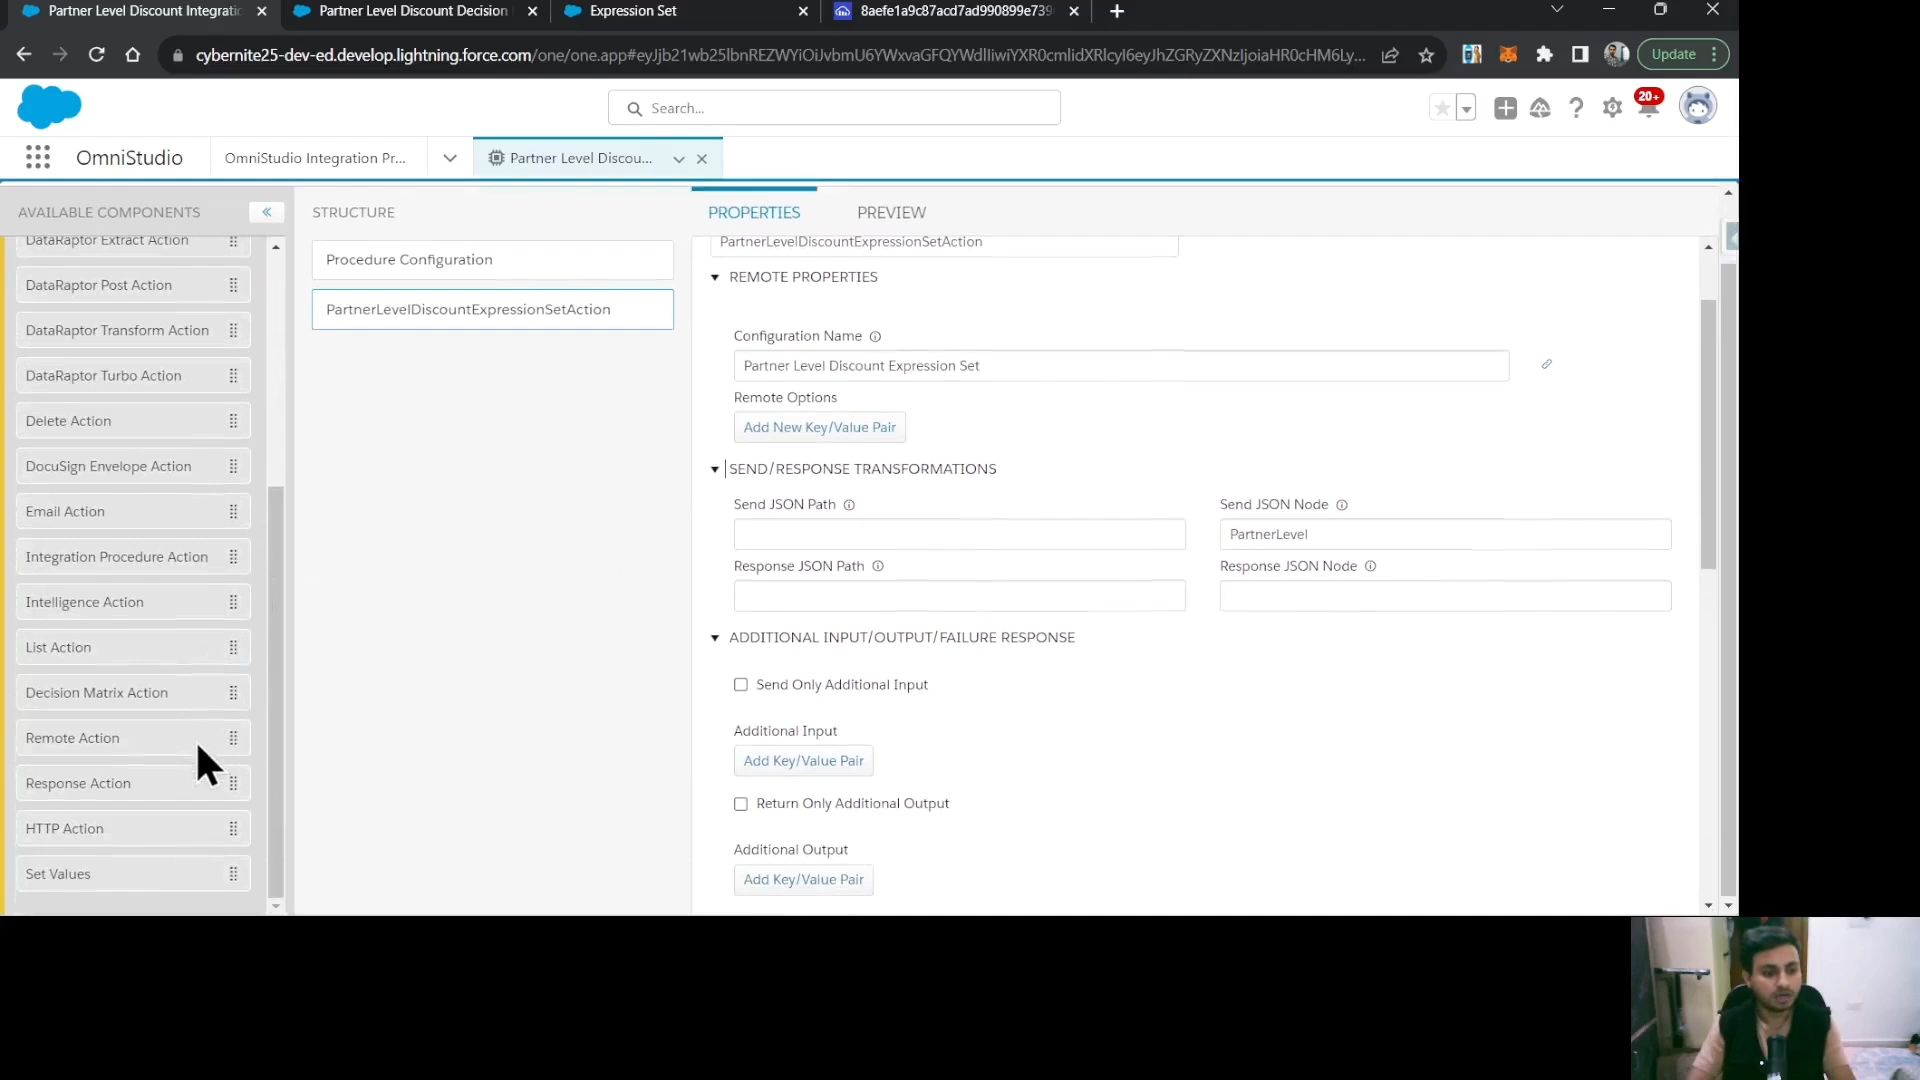 Partner Level Discount Integratio
Partner Level Discount Decision
Expression Set
8aefe1a9c87acd7ad990899e739
cybernite25-dev-ed.develop.lightning.force.com/one/one.app#eyJjb21wb25lbnREZWYiOiJvbmU6YWxvaGFQYWdlIiwiYXR0cmlidXRlcyI6eyJhZGRyZXNzIjoiaHR0cHM6Ly...
Update
Search...
20+
OmniStudio
OmniStudio Integration Pr...
Partner Level Discou...
AVAILABLE COMPONENTS
STRUCTURE
PROPERTIES
PREVIEW
DataRaptor Extract Action
DataRaptor Post Action
DataRaptor Transform Action
DataRaptor Turbo Action
Delete Action
DocuSign Envelope Action
Email Action
Integration Procedure Action
Intelligence Action
List Action
Decision Matrix Action
Remote Action
Response Action
HTTP Action
Set Values
Procedure Configuration
PartnerLevelDiscountExpressionSetAction
PartnerLevelDiscountExpressionSetAction
REMOTE PROPERTIES
Configuration Name
Partner Level Discount Expression Set
Remote Options
Add New Key/Value Pair
SEND/RESPONSE TRANSFORMATIONS
Send JSON Path
Send JSON Node
PartnerLevel
Response JSON Path
Response JSON Node
ADDITIONAL INPUT/OUTPUT/FAILURE RESPONSE
Send Only Additional Input
Additional Input
Add Key/Value Pair
Return Only Additional Output
Additional Output
Add Key/Value Pair